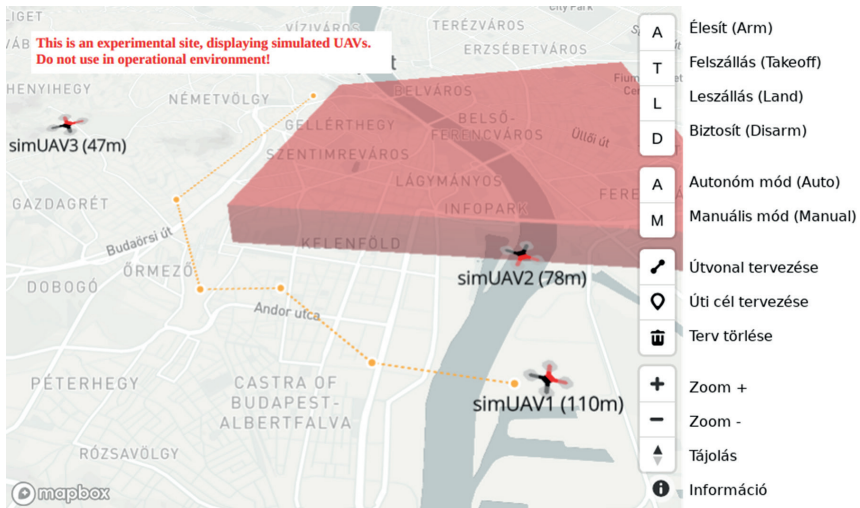 City Park
VÍZIVÁROS
TERÉZVÁROS
This is an experimental site, displaying simulated UAVs.
Do not use in operational environment!
ERZSÉBETVÁROS
NÉMETVÖLGY
BELVÁROS
GELLÉRTHEGY
BELSŐ-
FERENCVÁROS
Üllői út
simUAV3 (47m)
SZENTIMREVÁROS
LÁGYMÁNYOS
GAZDAGRÉT
INFOPARK
Budaörsi út
KELENFÖLD
ŐRMEZŐ
DOBOGÓ
simUAV2 (78m)
Andor utca
PÉTERHEGY
CASTRA OF
BUDAPEST-
ALBERTFALVA
simUAV1 (110m)
RÓZSAVÖLGY
mapbox
A Élesít (Arm)
T Felszállás (Takeoff)
L Leszállás (Land)
D Biztosít (Disarm)
A Autonóm mód (Auto)
M Manuális mód (Manual)
Útvonal tervezése
Úti cél tervezése
Terv törlése
Zoom +
Zoom -
Tájolás
Információ